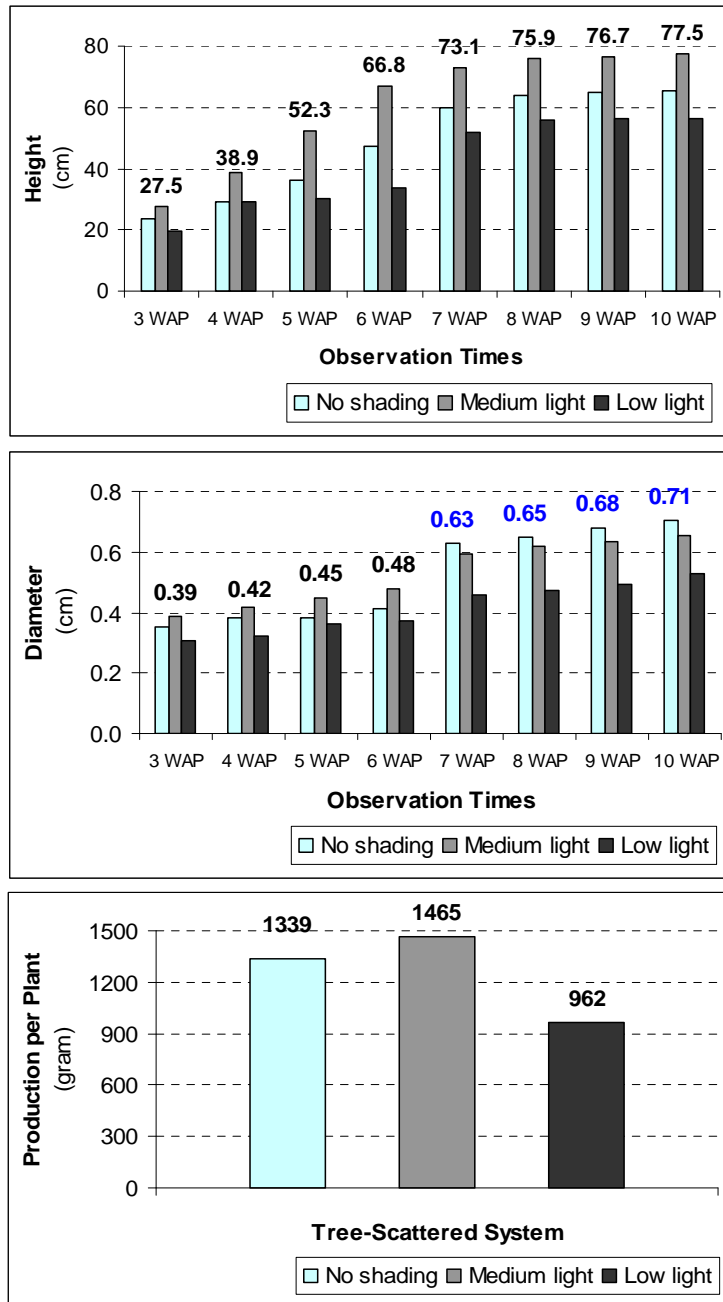 80
60
40
20
0
Height
(cm)
27.5
38.9
52.3
66.8
73.1
75.9
76.7
77.5
3 WAP 4 WAP 5 WAP 6 WAP 7 WAP 8 WAP 9 WAP 10 WAP
Observation Times
No shading Medium light Low light
0.8
0.6
0.4
0.2
0.0
Diameter
(cm)
0.39
0.42
0.45
0.48
0.63
0.65
0.68
0.71
3 WAP 4 WAP 5 WAP 6 WAP 7 WAP 8 WAP 9 WAP 10 WAP
Observation Times
No shading Medium light Low light
1500
1200
900
600
300
0
Production per Plant
(gram)
1339
1465
962
Tree-Scattered System
No shading Medium light Low light